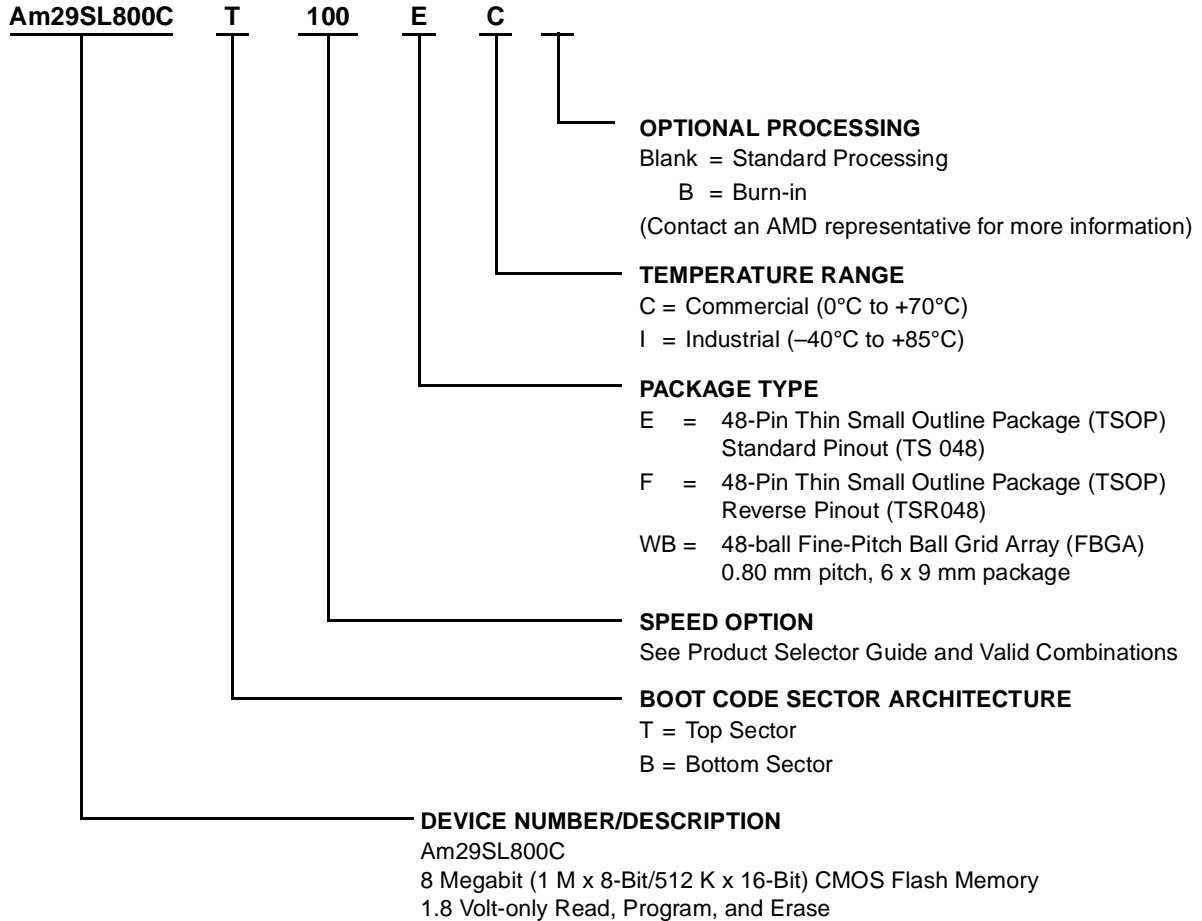 Am29SL800C T 100 E C
OPTIONAL PROCESSING
Blank = Standard Processing
B = Burn-in
(Contact an AMD representative for more information)
TEMPERATURE RANGE
C = Commercial (0°C to +70°C)
I = Industrial (–40°C to +85°C)
PACKAGE TYPE
E = 48-Pin Thin Small Outline Package (TSOP)
Standard Pinout (TS 048)
F = 48-Pin Thin Small Outline Package (TSOP)
Reverse Pinout (TSR048)
WB = 48-ball Fine-Pitch Ball Grid Array (FBGA)
0.80 mm pitch, 6 x 9 mm package
SPEED OPTION
See Product Selector Guide and Valid Combinations
BOOT CODE SECTOR ARCHITECTURE
T = Top Sector
B = Bottom Sector
DEVICE NUMBER/DESCRIPTION
Am29SL800C
8 Megabit (1 M x 8-Bit/512 K x 16-Bit) CMOS Flash Memory
1.8 Volt-only Read, Program, and Erase